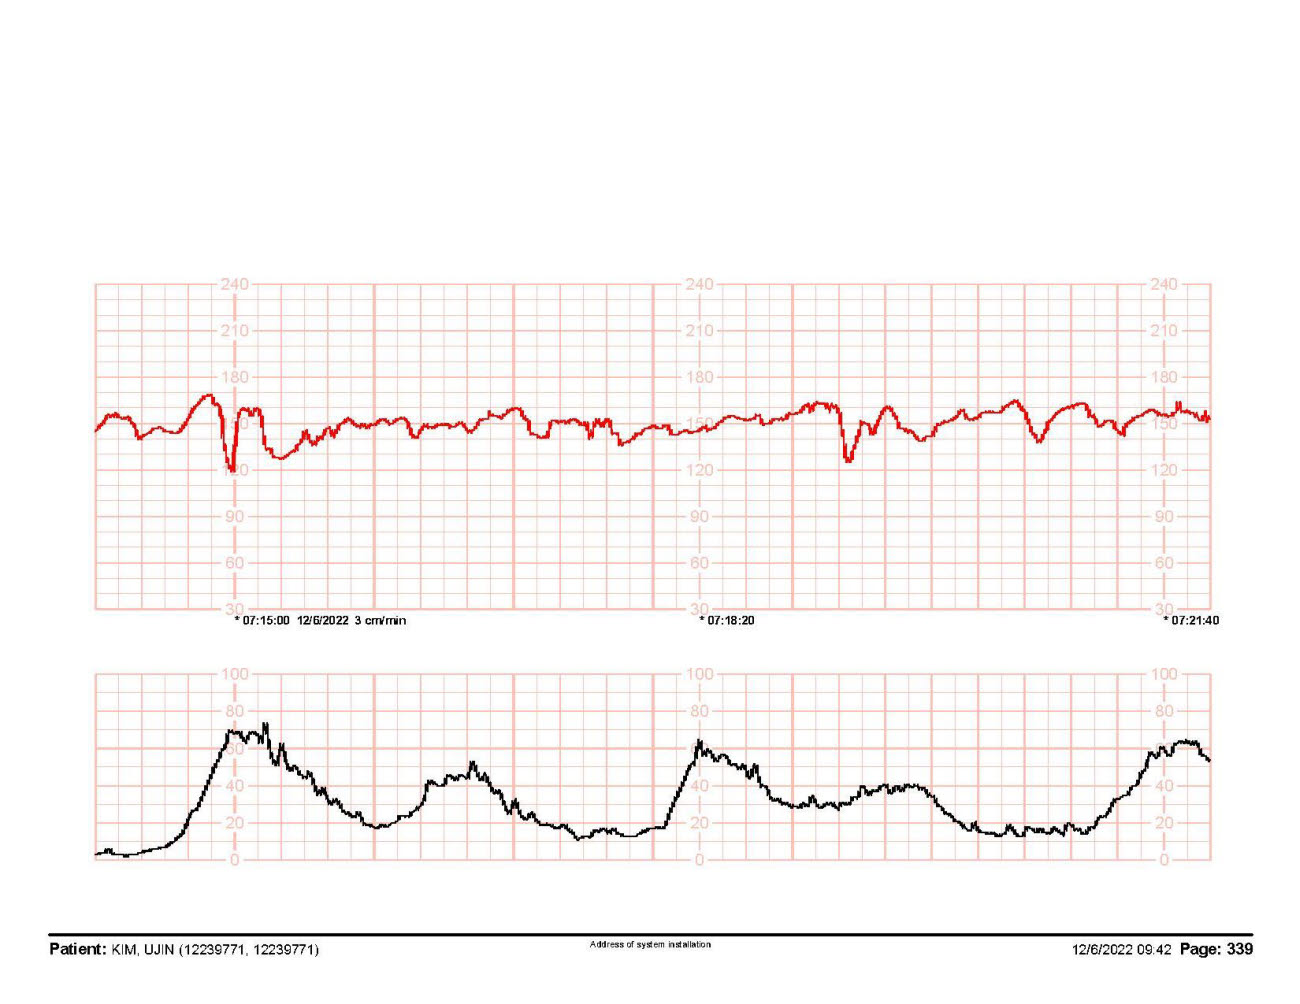 240 240 240
210 210 210
180 180 180
150 150 150
120 120 120
90 90 90
60 60 60
30 30 30
* 07:15:00 12/6/2022 3 cm/min * 07:18:20 * 07:21:40
100 100 100
80 80 80
60 60 60
40 40 40
20 20 20
0 0 0
Patient: KIM, UJIN (12239771, 12239771) Address of system installation 12/6/2022 09:42 Page: 339